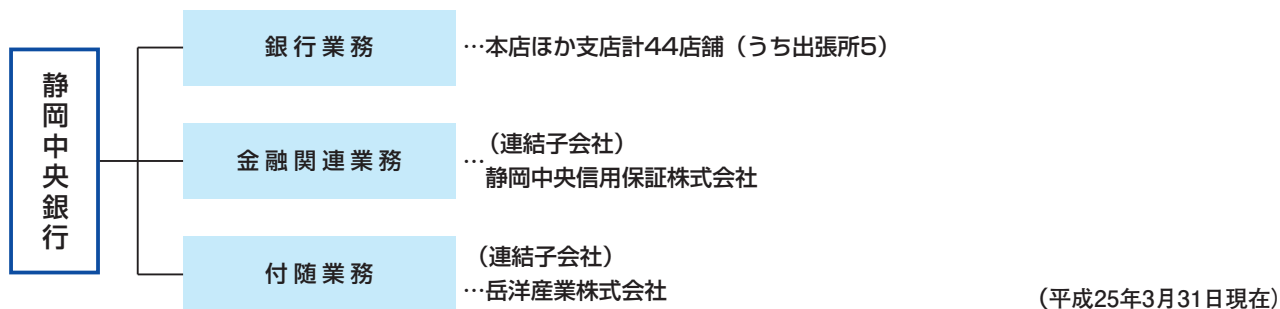 静岡中央銀行
銀行業務
…本店ほか支店計44店舗（うち出張所5）
金融関連業務
（連結子会社）
…静岡中央信用保証株式会社
付随業務
（連結子会社）
…岳洋産業株式会社
（平成25年3月31日現在）